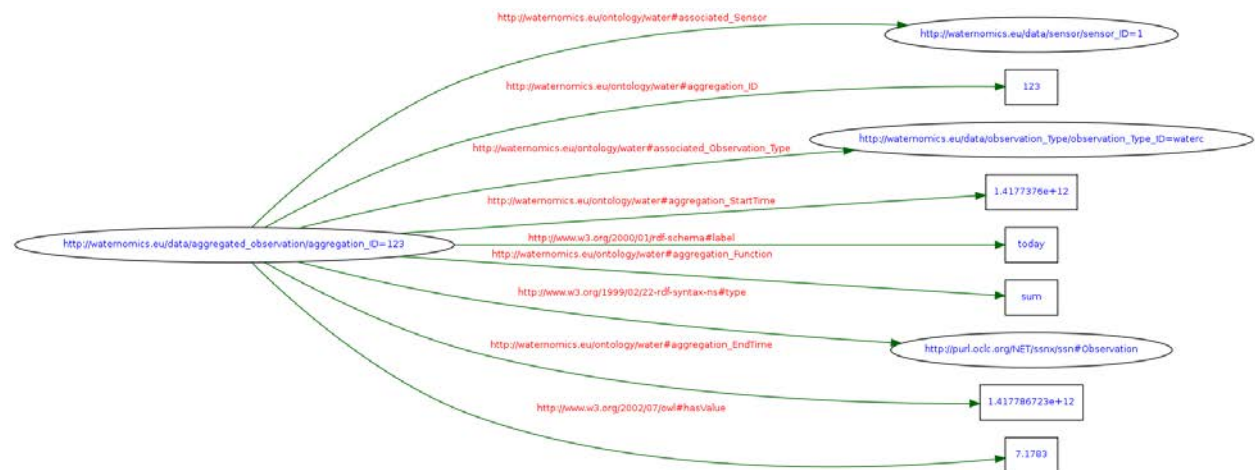 http://waternomics.eu/ontology/water#associated_Sensor
http://waternomics.eu/data/sensor/sensor_ID=1
http://waternomics.eu/ontology/water#aggregation_ID
123
http://waternomics.eu/data/observation_Type/observation_Type_ID=waterc
http://waternomics.eu/ontology/water#associated_Observation_Type
1.4177376e+12
http://waternomics.eu/ontology/water#aggregation_StartTime
http://www.w3.org/2000/01/rdf-schema#label
http://waternomics.eu/data/aggregated_observation/aggregation_ID=123
today
http://waternomics.eu/ontology/water#aggregation_Function
http://www.w3.org/1999/02/22-rdf-syntax-ns#type
sum
http://waternomics.eu/ontology/water#aggregation_EndTime
http://purl.oclc.org/NET/ssnx/ssn#Observation
1.417786723e+12
http://www.w3.org/2002/07/owl#hasValue
7.1783